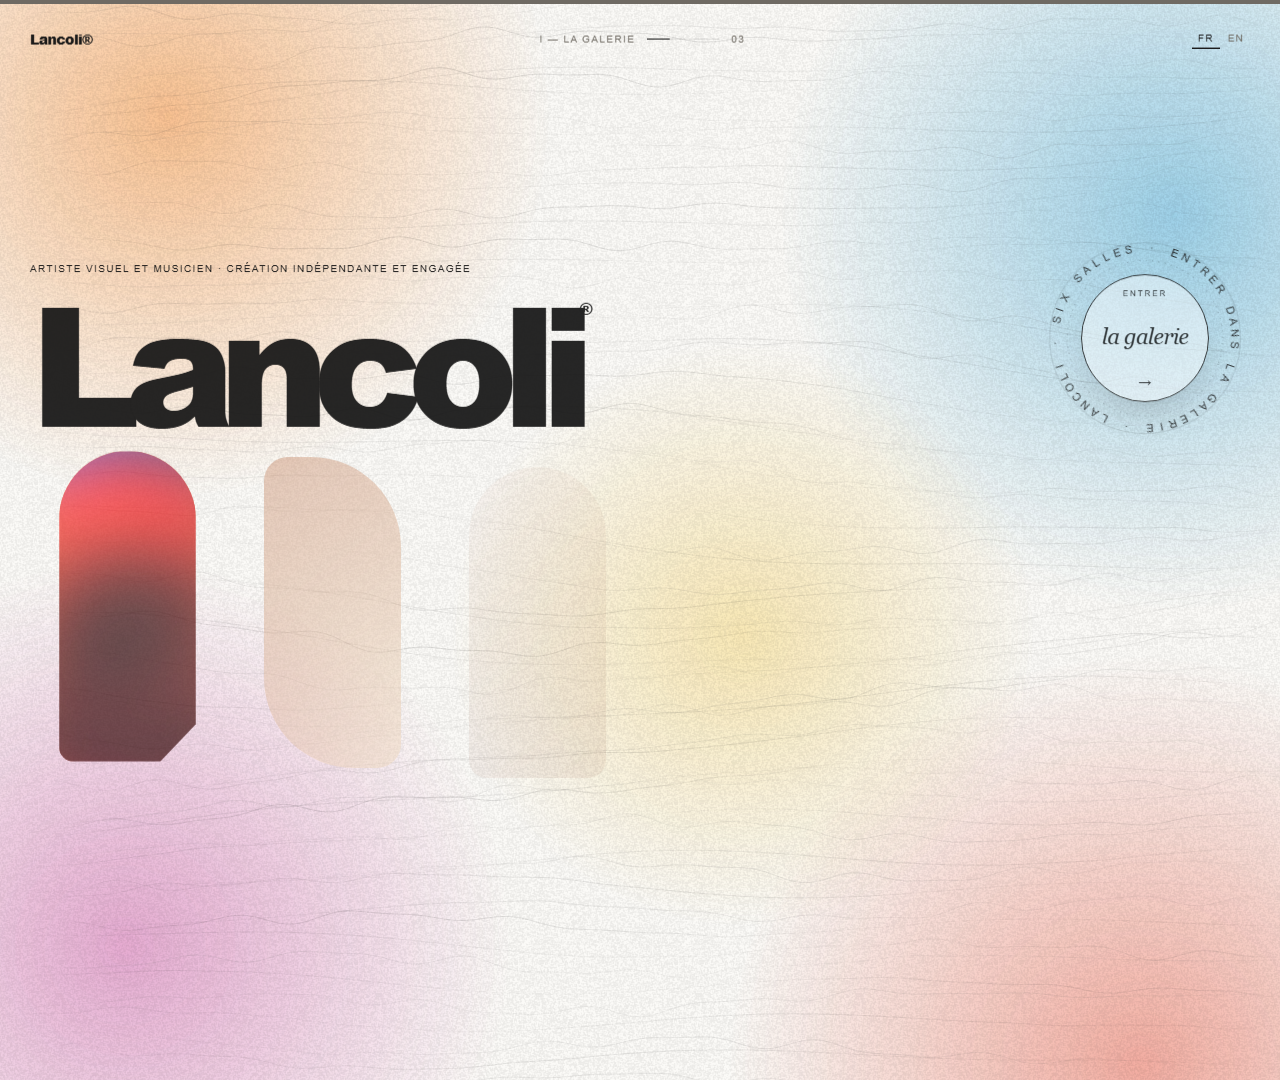 Lancoli®
I — LA GALERIE
03
FR EN
ARTISTE VISUEL ET MUSICIEN · CRÉATION INDÉPENDANTE ET ENGAGÉE
Lancoli®
ENTRER DANS LA GALERIE · LANCOLI · SIX SALLES ·
ENTRER
la galerie
→